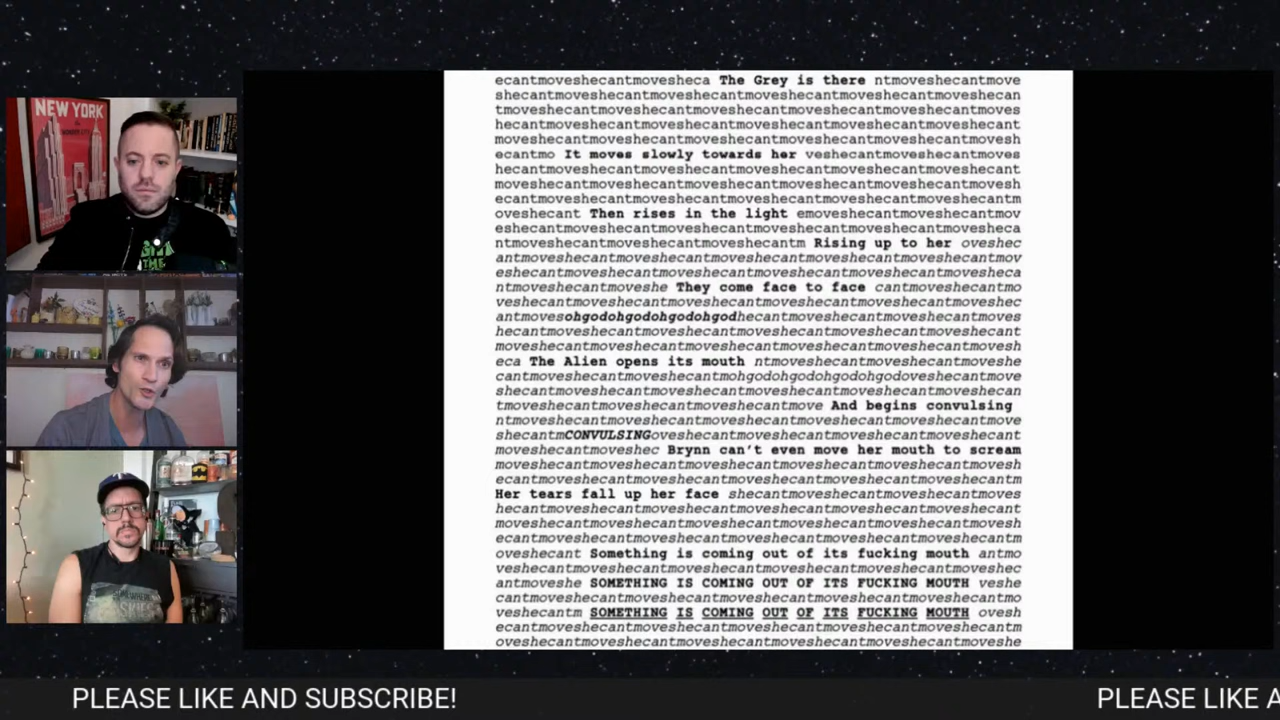 NEW YORK
ecantmoveshecantmovesheca The Grey is there ntmoveshecantmove
shecantmoveshecantmoveshecantmoveshecantmoveshecantmoveshecan
tmoveshecantmoveshecantmoveshecantmoveshecantmoveshecantmoves
hecantmoveshecantmoveshecantmoveshecantmoveshecantmoveshecant
moveshecantmoveshecantmoveshecantmoveshecantmoveshecantmovesh
ecantmo It moves slowly towards her veshecantmoveshecantmoves
hecantmoveshecantmoveshecantmoveshecantmoveshecantmoveshecant
moveshecantmoveshecantmoveshecantmoveshecantmoveshecantmovesh
ecantmoveshecantmoveshecantmoveshecantmoveshecantmoveshecantm
oveshecant Then rises in the light emoveshecantmoveshecantmov
eshecantmoveshecantmoveshecantmoveshecantmoveshecantmovesheca
ntmoveshecantmoveshecantmoveshecantm Rising up to her oveshec
antmoveshecantmoveshecantmoveshecantmoveshecantmoveshecantmov
eshecantmoveshecantmoveshecantmoveshecantmoveshecantmovesheca
ntmoveshecantmoveshe They come face to face cantmoveshecantmo
veshecantmoveshecantmoveshecantmoveshecantmoveshecantmoveshec
antmovesohgodohgodohgodohgodhecantmoveshecantmoveshecantmoves
hecantmoveshecantmoveshecantmoveshecantmoveshecantmoveshecant
moveshecantmoveshecantmoveshecantmoveshecantmoveshecantmovesh
eca The Alien opens its mouth ntmoveshecantmoveshecantmoveshe
cantmoveshecantmoveshecantmohgodohgodohgodohgodoveshecantmove
shecantmoveshecantmoveshecantmoveshecantmoveshecantmoveshecan
tmoveshecantmoveshecantmoveshecantmove And begins convulsing
ntmoveshecantmoveshecantmoveshecantmoveshecantmoveshecantmove
shecantmCONVULSINGoveshecantmoveshecantmoveshecantmoveshecant
moveshecantmoveshec Brynn can't even move her mouth to scream
moveshecantmoveshecantmoveshecantmoveshecantmoveshecantmovesh
ecantmoveshecantmoveshecantmoveshecantmoveshecantmoveshecantm
Her tears fall up her face shecantmoveshecantmoveshecantmoves
hecantmoveshecantmoveshecantmoveshecantmoveshecantmoveshecant
moveshecantmoveshecantmoveshecantmoveshecantmoveshecantmovesh
ecantmoveshecantmoveshecantmoveshecantmoveshecantmoveshecantm
oveshecant Something is coming out of its fucking mouth antmo
veshecantmoveshecantmoveshecantmoveshecantmoveshecantmoveshec
antmoveshe SOMETHING IS COMING OUT OF ITS FUCKING MOUTH veshe
cantmoveshecantmoveshecantmoveshecantmoveshecantmoveshecantmo
veshecantm SOMETHING IS COMING OUT OF ITS FUCKING MOUTH ovesh
ecantmoveshecantmoveshecantmoveshecantmoveshecantmoveshecantm
oveshecantmoveshecantmoveshecantmoveshecantmoveshecantmoveshe
PLEASE LIKE AND SUBSCRIBE! PLEASE LIKE A